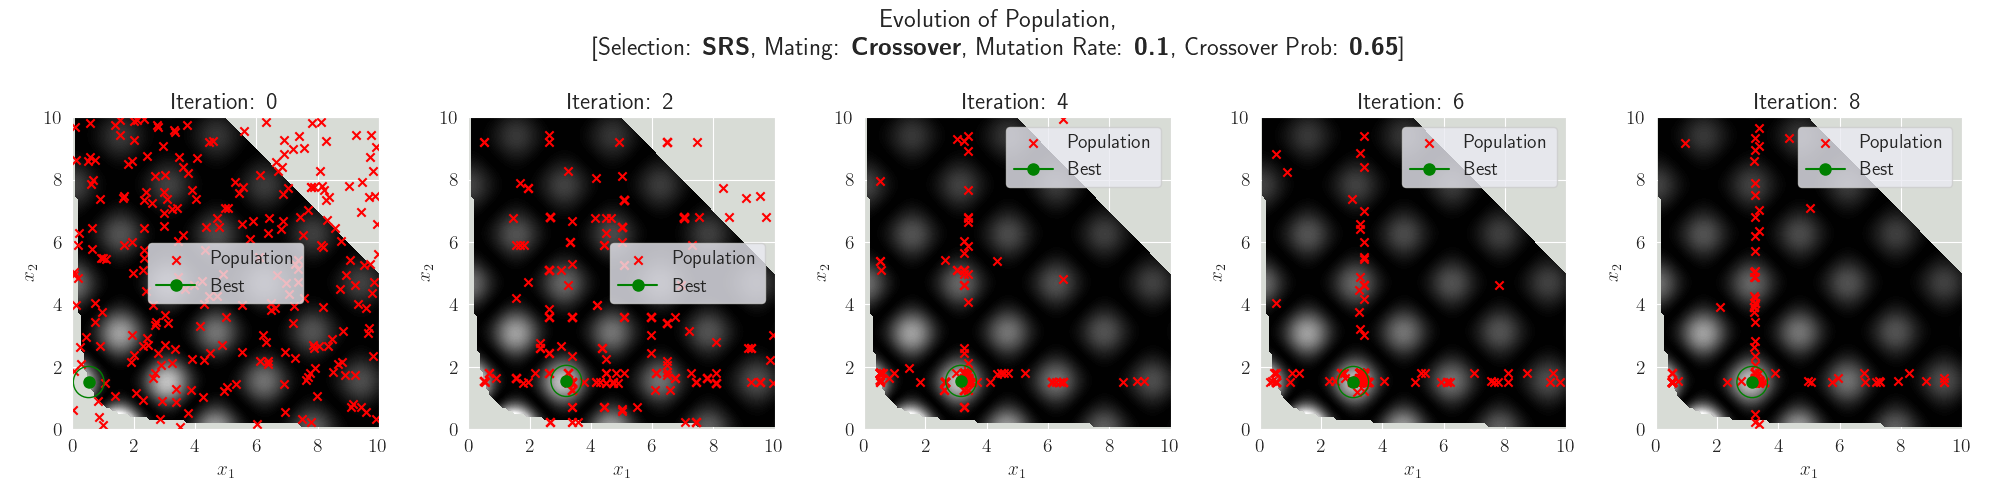 Evolution of Population,
[Selection: SRS, Mating: Crossover, Mutation Rate: 0.1, Crossover Prob: 0.65]
Iteration: 0
10
8
6
4
2
0
x2
0 2 4 6 8 10
x1
Population
Best
Iteration: 2
10
8
6
4
2
0
x2
0 2 4 6 8 10
x1
Population
Best
Iteration: 4
10
8
6
4
2
0
x2
0 2 4 6 8 10
x1
Population
Best
Iteration: 6
10
8
6
4
2
0
x2
0 2 4 6 8 10
x1
Population
Best
Iteration: 8
10
8
6
4
2
0
x2
0 2 4 6 8 10
x1
Population
Best